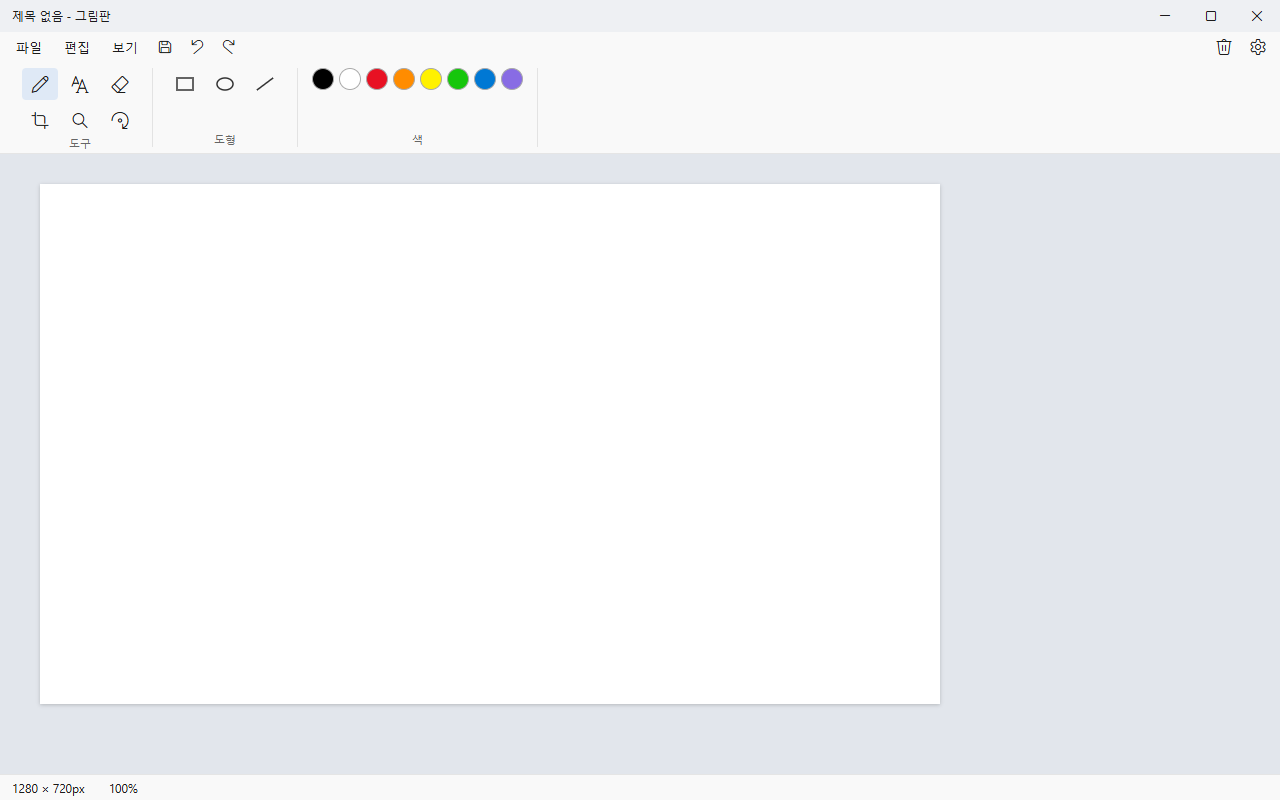 제목 없음 - 그림판
파일 편집 보기
도구
도형
색
1280 × 720px 100%